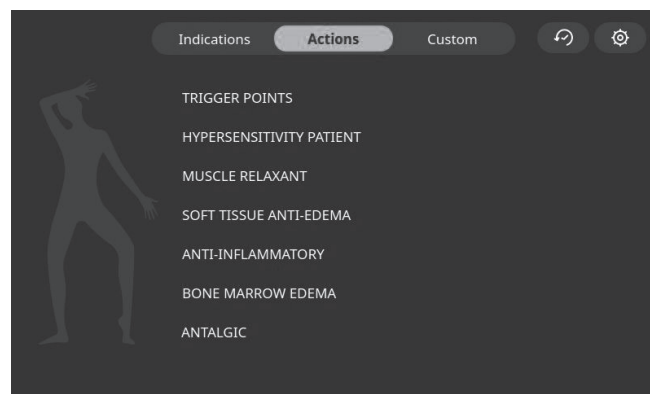 Indications Actions Custom
TRIGGER POINTS
HYPERSENSITIVITY PATIENT
MUSCLE RELAXANT
SOFT TISSUE ANTI-EDEMA
ANTI-INFLAMMATORY
BONE MARROW EDEMA
ANTALGIC